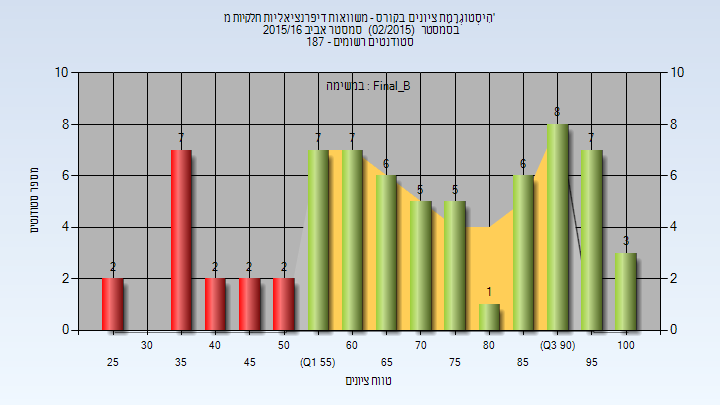 היסטוגרמת ציונים בקורס - משוואות דיפרנציאליות חלקיות מ'
בסמסטר (02/2015) סמסטר אביב 2015/16
סטודנטים רשומים - 187
במשימה : Final_B
מספר סטודנטים
10 10
8 8
6 6
4 4
2 2
0 0
2 7 2 2 2 7 7 6 5 5 1 6 8 7 3
30 40 50 60 70 80 (Q3 90) 100
25 35 45 (Q1 55) 65 75 85 95
טווח ציונים